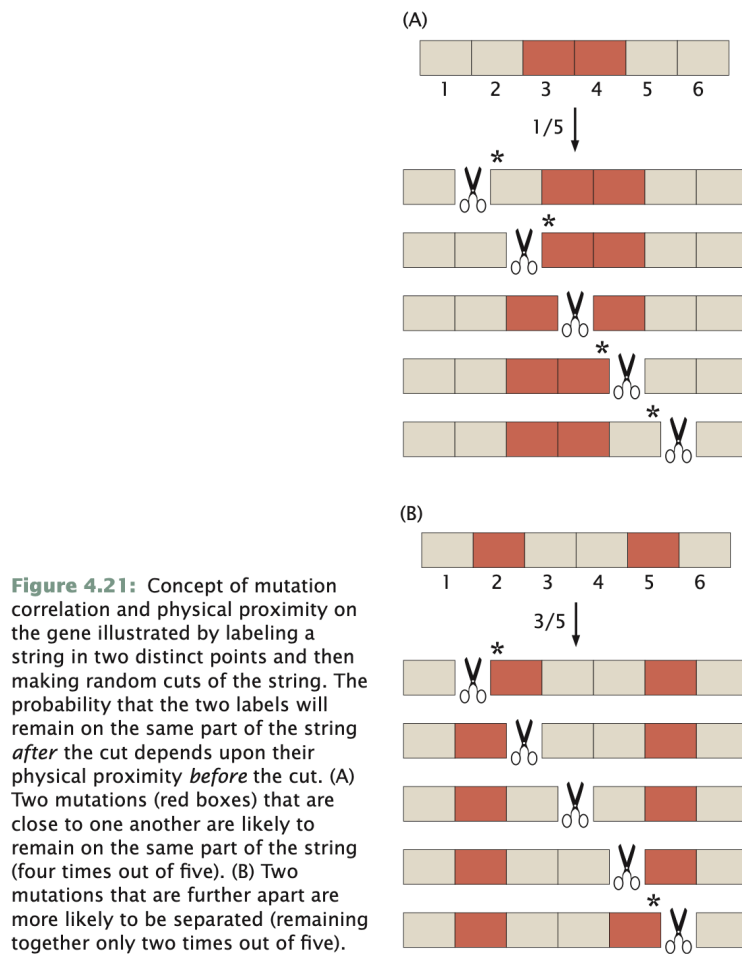 (A)
1 2 3 4 5 6
1/5
*
*
*
*
(B)
1 2 3 4 5 6
3/5
*
*
Figure 4.21: Concept of mutation
correlation and physical proximity on
the gene illustrated by labeling a
string in two distinct points and then
making random cuts of the string. The
probability that the two labels will
remain on the same part of the string
after the cut depends upon their
physical proximity before the cut. (A)
Two mutations (red boxes) that are
close to one another are likely to
remain on the same part of the string
(four times out of five). (B) Two
mutations that are further apart are
more likely to be separated (remaining
together only two times out of five).